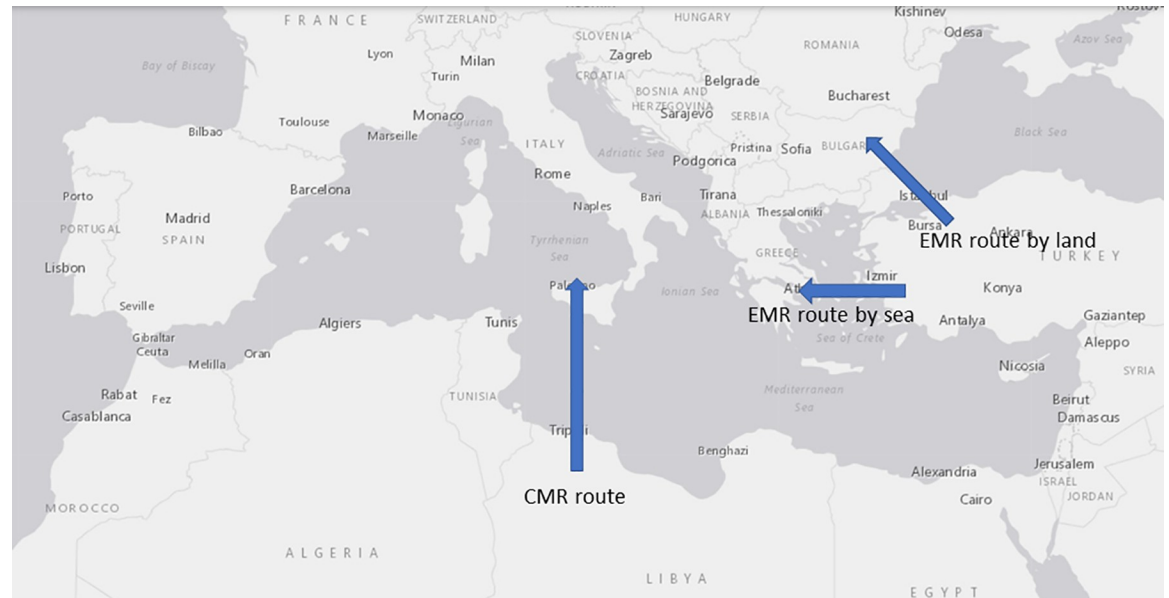 FRANCE
SWITZERLAND
HUNGARY
Kishinev
Odesa
Azov Sea
SLOVENIA
Lyon
Milan
Zagreb
ROMANIA
Bay of Biscay
Turin
CROATIA
Belgrade
BOSNIA AND
HERZEGOVINA
Bucharest
Monaco
Ligurian
Sea
Sarajevo
SERBIA
Toulouse
Bilbao
Marseille
Black Sea
ITALY
Adriatic Sea
Pristina
Sofia
Podgorica
Rome
Porto
Barcelona
Tirana
Bari
Naples
ALBANIA
Thessaloniki
Madrid
SPAIN
PORTUGAL
Bursa
Ankara
EMR route by land
TURKEY
Tyrrhenian
Sea
GREECE
Lisbon
Izmir
Konya
Ionian Sea
EMR route by sea
Seville
Algiers
Tunis
Antalya
Gaziantep
Gibraltar
Ceuta
Oran
Melilla
Sea of Crete
Aleppo
Nicosia
SYRIA
Rabat
Fez
Casablanca
TUNISIA
Mediterranean
Sea
Beirut
Damascus
Benghazi
Alexandria
Jerusalem
ISRAEL
JORDAN
Cairo
CMR route
MOROCCO
ALGERIA
LIBYA
EGYPT